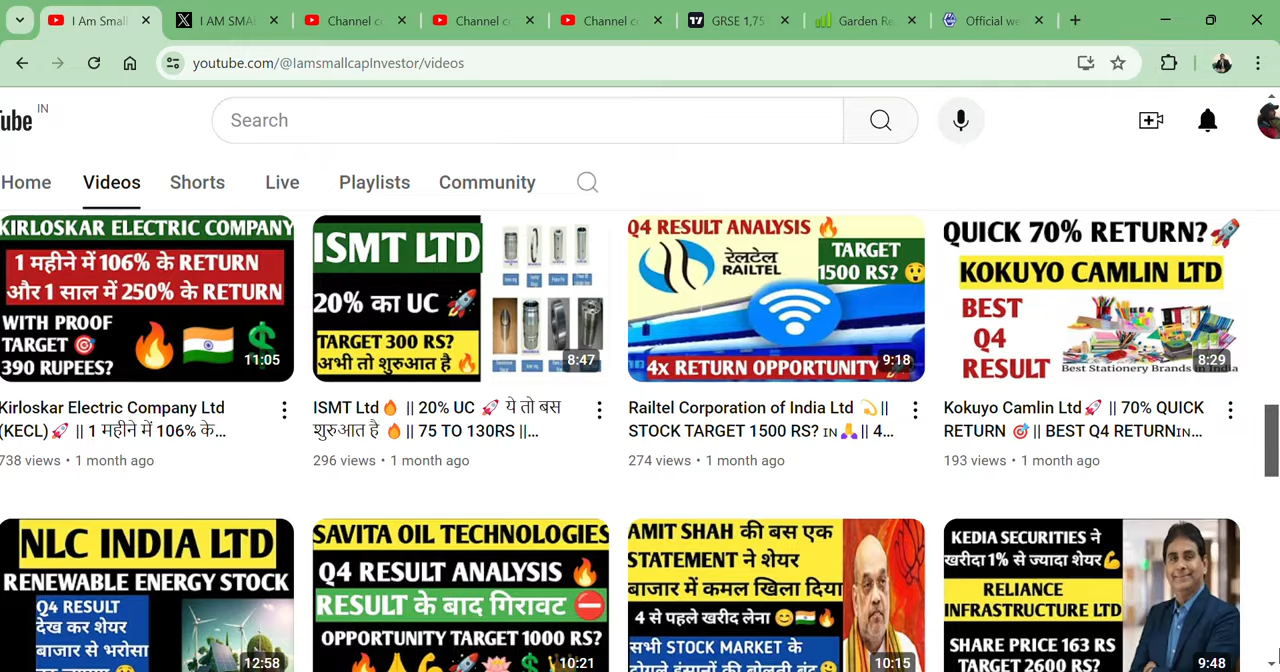 I Am Small
I AM SMA
Channel c
Channel c
Channel c
GRSE 1,75
Garden Re
Official we
youtube.com/@IamsmallcapInvestor/videos
ube IN
Search
Home Videos Shorts Live Playlists Community
KIRLOSKAR ELECTRIC COMPANY
1 महीने में 106% के RETURN
और 1 साल में 250% के RETURN
WITH PROOF
TARGET 🎯
390 RUPEES?
11:05
Kirloskar Electric Company Ltd
(KECL)🚀 || 1 महीने में 106% के...
738 views • 1 month ago
ISMT LTD
20% का UC 🚀
TARGET 300 RS?
अभी तो शुरुआत है 🔥
8:47
ISMT Ltd🔥 || 20% UC 🚀 ये तो बस
शुरुआत है 🔥|| 75 TO 130RS ||...
296 views • 1 month ago
Q4 RESULT ANALYSIS 🔥
रेलटेल
RAILTEL
TARGET
1500 RS? 😲
4x RETURN OPPORTUNITY
9:18
Railtel Corporation of India Ltd 💫||
STOCK TARGET 1500 RS? ɪɴ🙏|| 4...
274 views • 1 month ago
QUICK 70% RETURN?🚀
KOKUYO CAMLIN LTD
BEST
Q4
RESULT
Best Stationery Brands in India
8:29
Kokuyo Camlin Ltd🚀 || 70% QUICK
RETURN 🎯 || BEST Q4 RETURNɪɴ...
193 views • 1 month ago
NLC INDIA LTD
RENEWABLE ENERGY STOCK
Q4 RESULT
देख कर शेयर
बाजार से भरोसा
12:58
SAVITA OIL TECHNOLOGIES
Q4 RESULT ANALYSIS 🔥
RESULT के बाद गिरावट ⛔
OPPORTUNITY TARGET 1000 RS?
10:21
AMIT SHAH की बस एक
STATEMENT ने शेयर
बाजार में कमल खिला दिया
4 से पहले खरीद लेना 😊🇮🇳🔥
सभी STOCK MARKET के
10:15
KEDIA SECURITIES ने
खरीदा 1% से ज्यादा शेयर💪
RELIANCE
INFRASTRUCTURE LTD
SHARE PRICE 163 RS
TARGET 2600 RS?
9:48